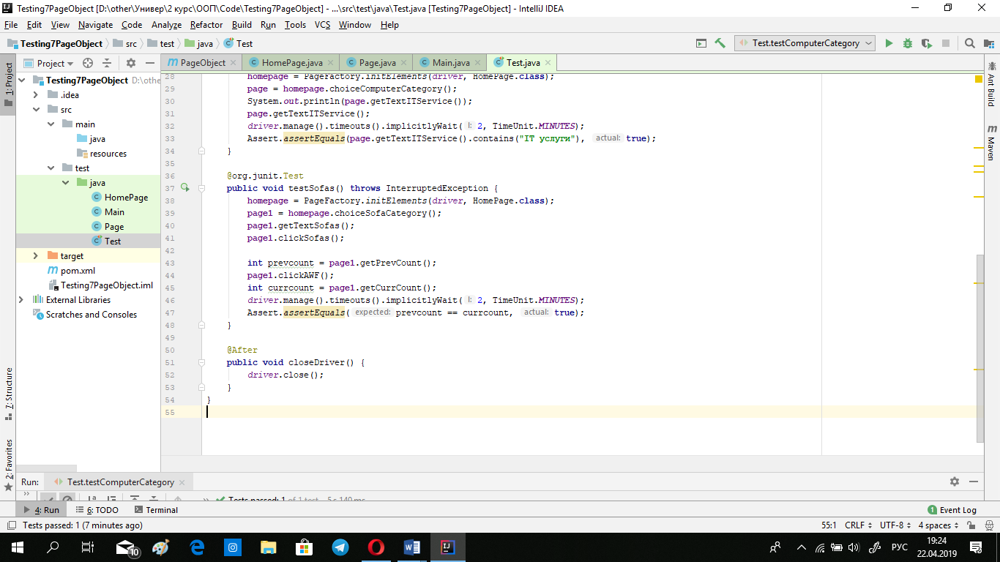 Testing7PageObject [D:\other\Универ\2 курс\ООП\Code\Testing7PageObject] - ...\src\test\java\Test.java [Testing7PageObject] - IntelliJ IDEA
File Edit View Navigate Code Analyze Refactor Build Run Tools VCS Window Help
Testing7PageObject src test java Test
Test.testComputerCategory
1: Project
Project
PageObject HomePage.java Page.java Main.java Test.java
Testing7PageObject D:\othe
.idea
src
main
java
resources
test
java
HomePage
Main
Page
Test
target
pom.xml
Testing7PageObject.iml
External Libraries
Scratches and Consoles
28 homepage = PageFactory.initElements(driver, HomePage.class);
29 page = homepage.choiceComputerCategory();
30 System.out.println(page.getTextITService());
31 page.getTextITService();
32 driver.manage().timeouts().implicitlyWait( l: 2, TimeUnit.MINUTES);
33 Assert.assertEquals(page.getTextITService().contains("IT услуги"), actual: true);
34 }
35
36 @org.junit.Test
37 public void testSofas() throws InterruptedException {
38 homepage = PageFactory.initElements(driver, HomePage.class);
39 page1 = homepage.choiceSofaCategory();
40 page1.getTextSofas();
41 page1.clickSofas();
42
43 int prevcount = page1.getPrevCount();
44 page1.clickAWF();
45 int currcount = page1.getCurrCount();
46 driver.manage().timeouts().implicitlyWait( l: 2, TimeUnit.MINUTES);
47 Assert.assertEquals( expected: prevcount == currcount, actual: true);
48 }
49
50 @After
51 public void closeDriver() {
52 driver.close();
53 }
54 }
55
Ant Build
Maven
7: Structure
2: Favorites
Run: Test.testComputerCategory
Tests passed: 1 of 1 test - 5 s 140 ms
4: Run 6: TODO Terminal Event Log
Tests passed: 1 (7 minutes ago) 55:1 CRLF UTF-8 4 spaces
10
РУС
19:24
22.04.2019